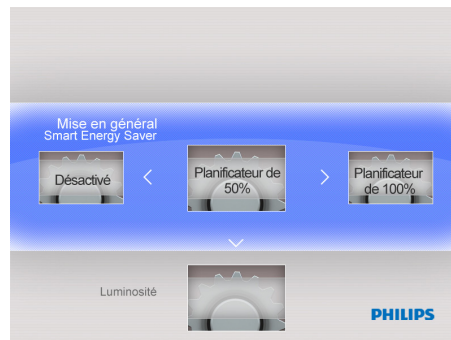 Mise en général
Smart Energy Saver
Désactivé
Planificateur de
50%
Planificateur
de 100%
Luminosité
PHILIPS